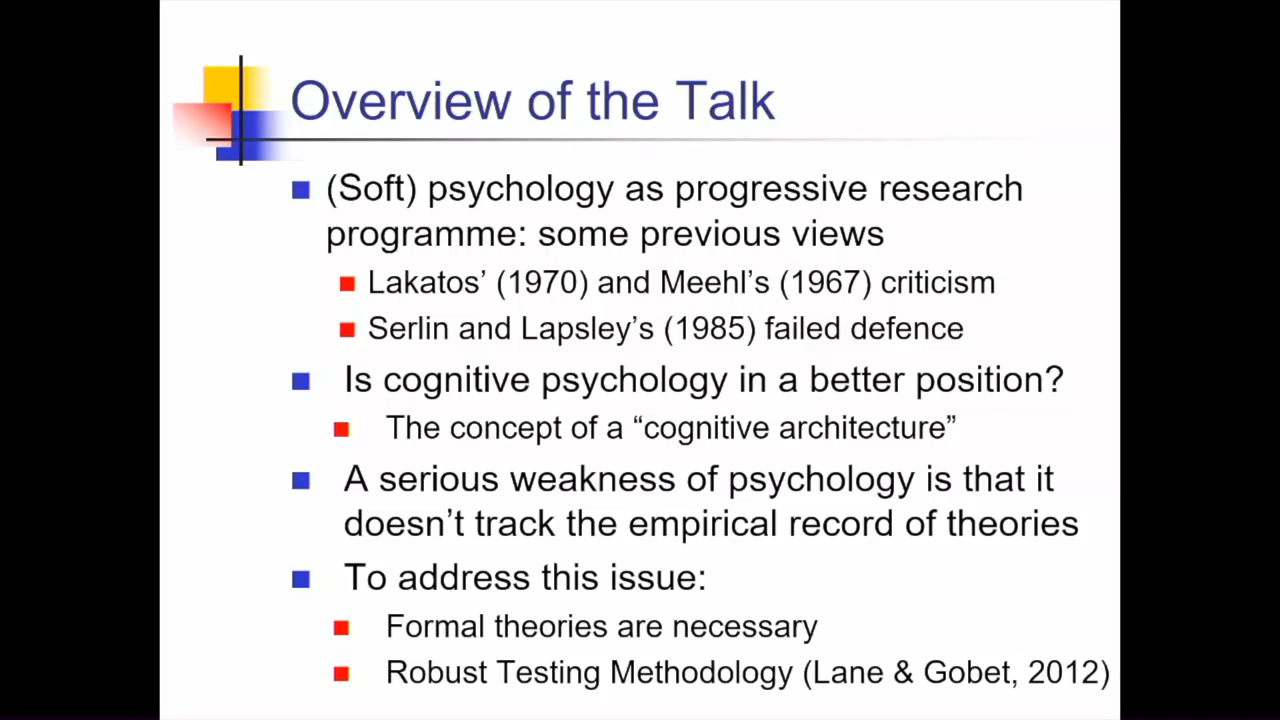 Overview of the Talk
(Soft) psychology as progressive research
programme: some previous views
Lakatos’ (1970) and Meehl’s (1967) criticism
Serlin and Lapsley’s (1985) failed defence
Is cognitive psychology in a better position?
The concept of a “cognitive architecture”
A serious weakness of psychology is that it
doesn’t track the empirical record of theories
To address this issue:
Formal theories are necessary
Robust Testing Methodology (Lane & Gobet, 2012)